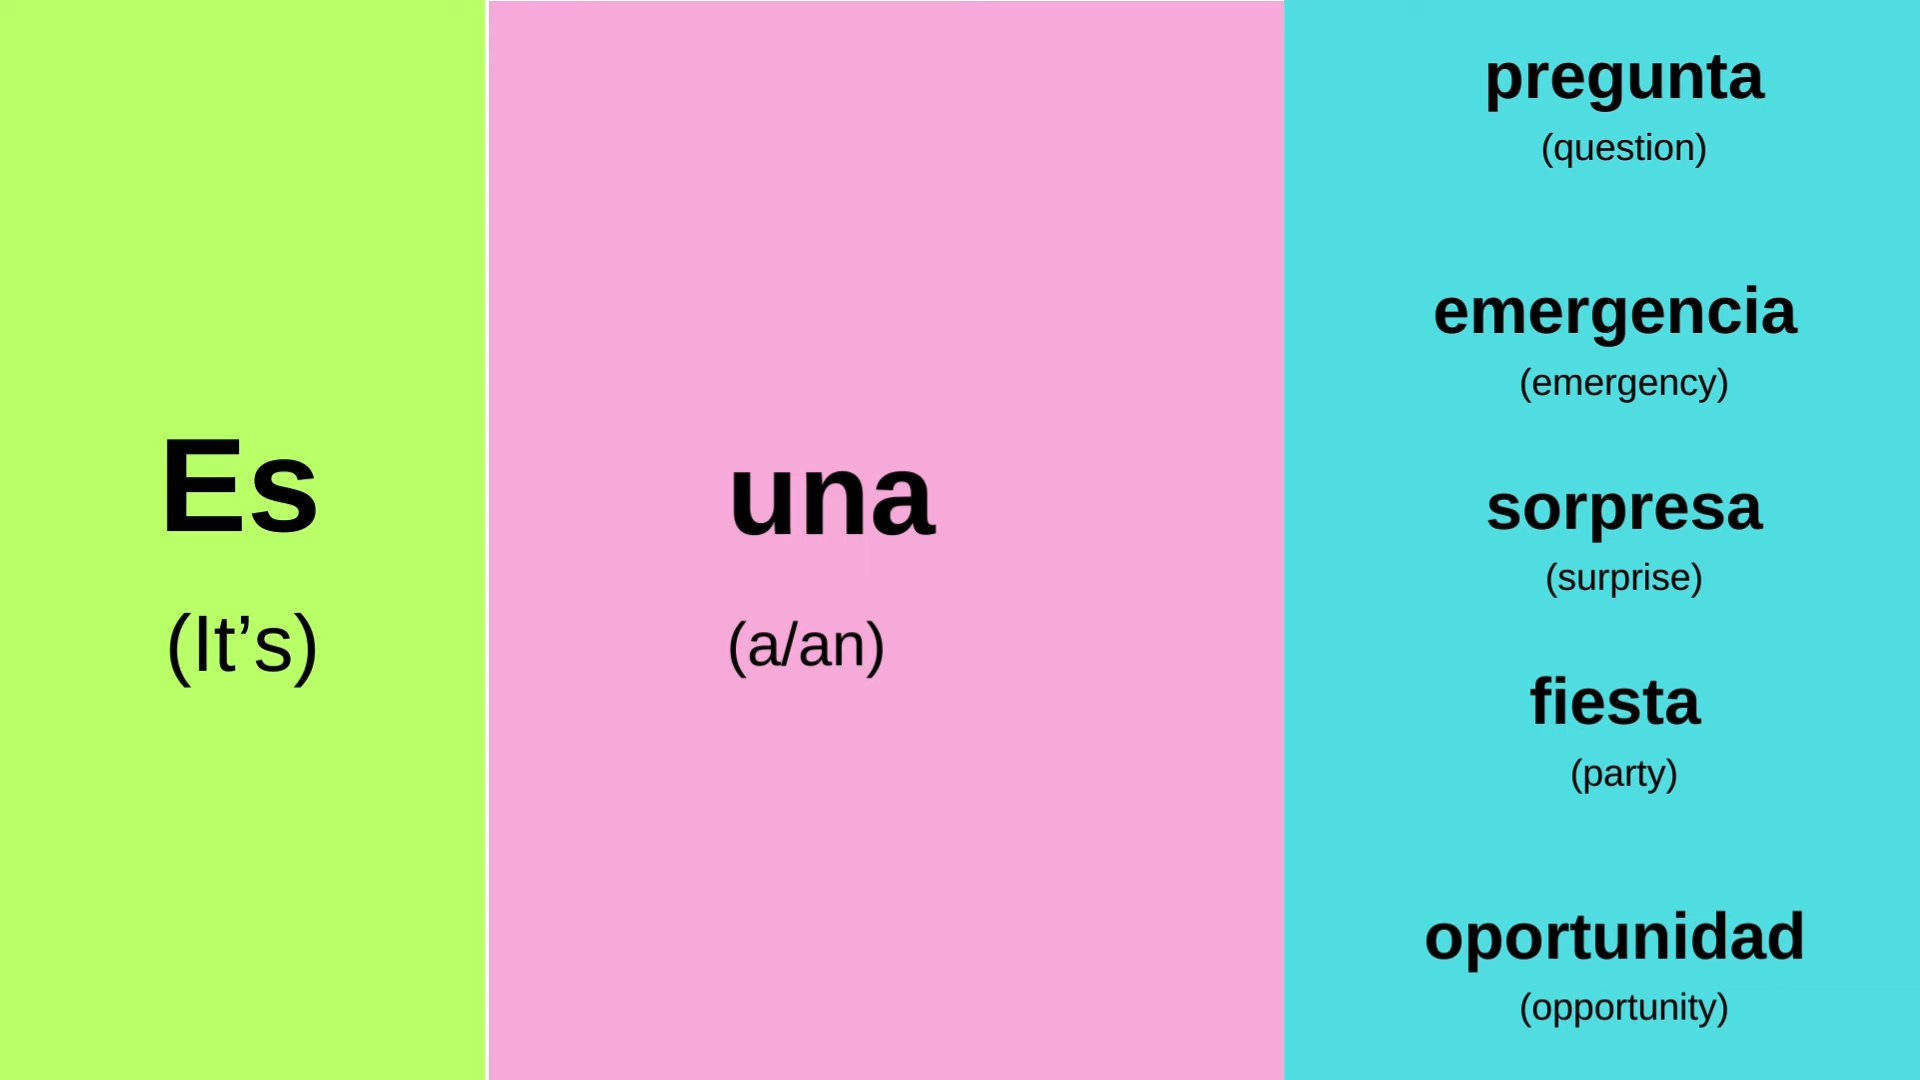 Es
(It’s)
una
(a/an)
pregunta
(question)
emergencia
(emergency)
sorpresa
(surprise)
fiesta
(party)
oportunidad
(opportunity)